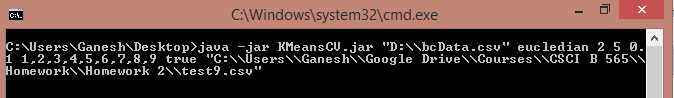 C:\Windows\system32\cmd.exe
C:\Users\Ganesh\Desktop>java -jar KMeansCV.jar "D:\\bcData.csv" eucledian 2 5 0.
1 1,2,3,4,5,6,7,8,9 true "C:\\Users\\Ganesh\\Google Drive\\Courses\\CSCI B 565\\
Homework\\Homework 2\\test9.csv"